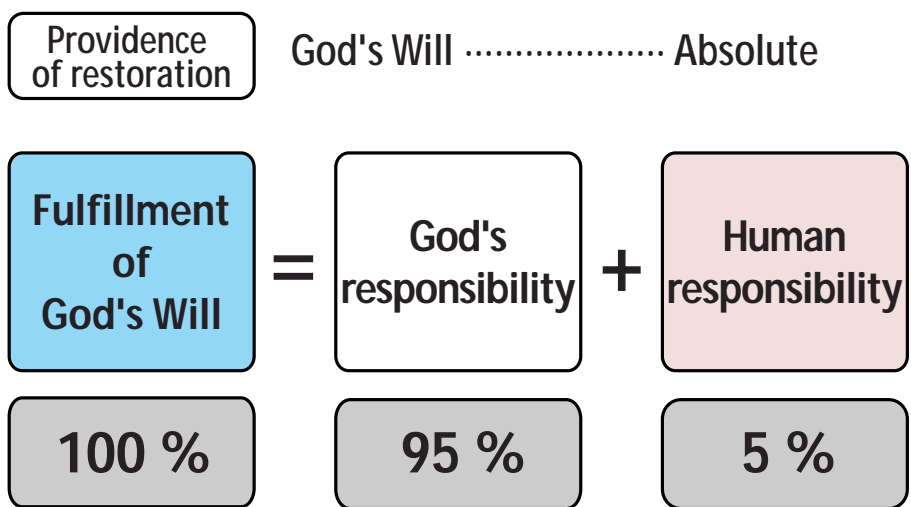 Providence
of restoration
God's Will ···················· Absolute
Fulfillment
of
God's Will
=
God's
responsibility
+
Human
responsibility
100 %
95 %
5 %